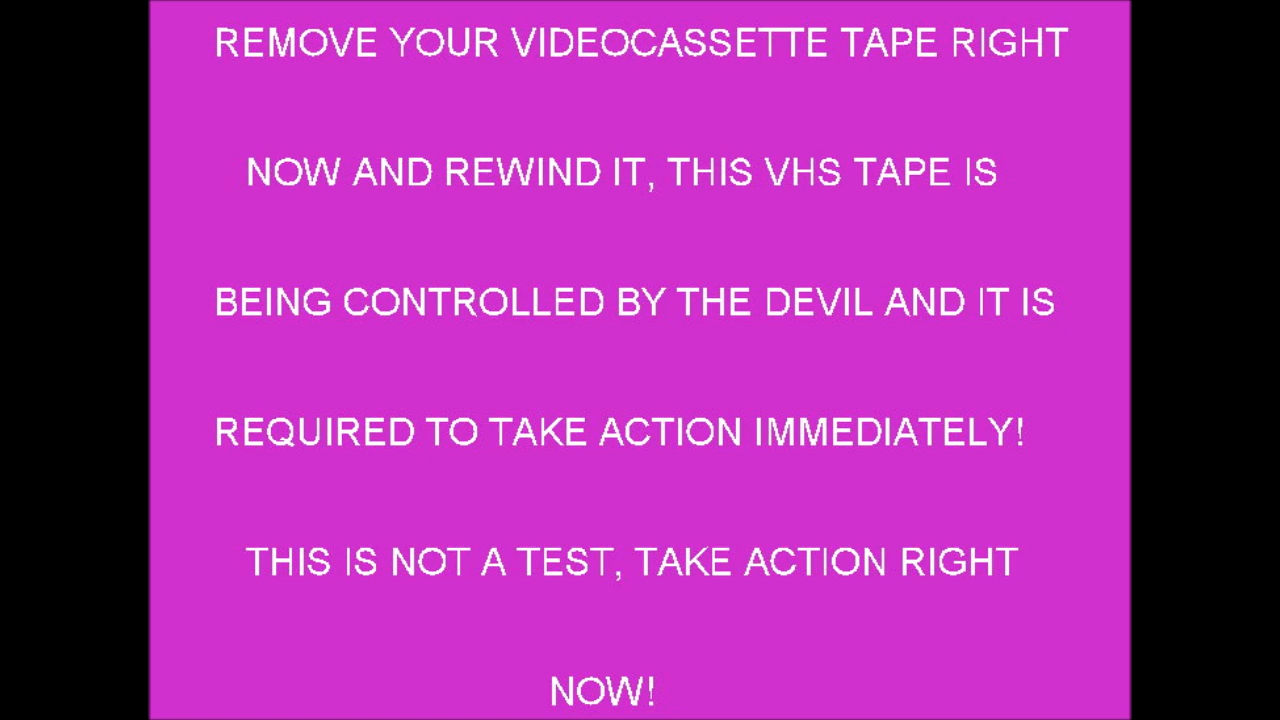 REMOVE YOUR VIDEOCASSETTE TAPE RIGHT
NOW AND REWIND IT, THIS VHS TAPE IS
BEING CONTROLLED BY THE DEVIL AND IT IS
REQUIRED TO TAKE ACTION IMMEDIATELY!
THIS IS NOT A TEST, TAKE ACTION RIGHT
NOW!